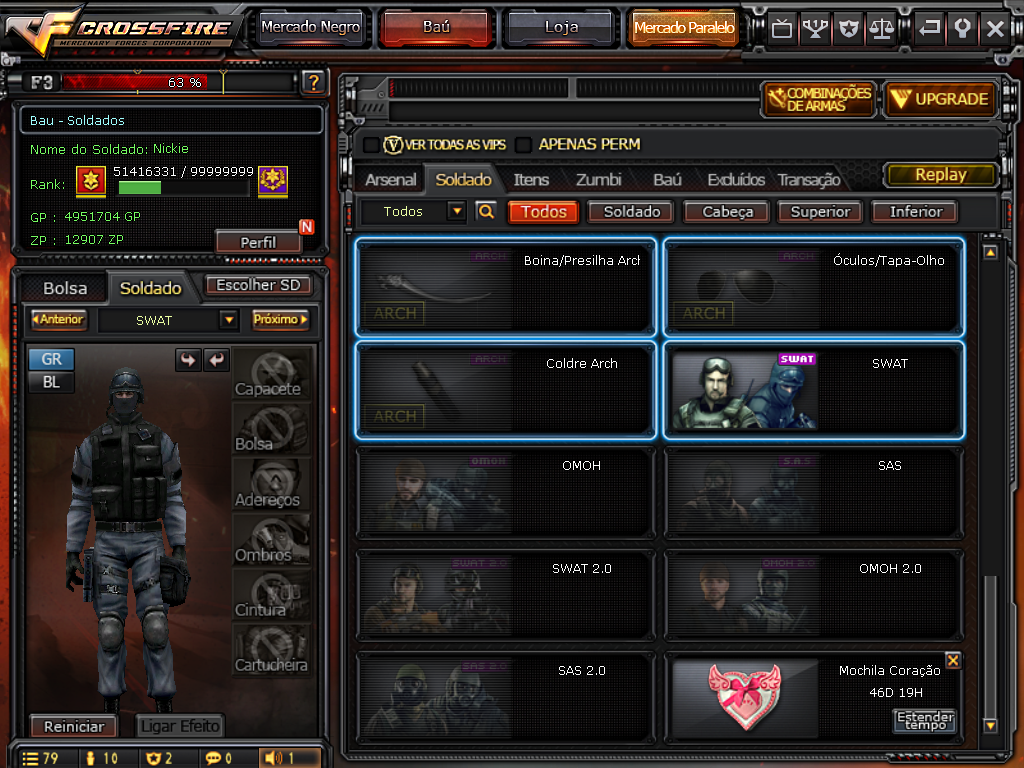 CROSSFIRE
MERCENARY FORCES CORPORATION
Mercado Negro
Baú
Loja
Mercado Paralelo
F3
63 %
?
Bau - Soldados
Nome do Soldado: Nickie
Rank:
51416331 / 99999999
GP : 4951704 GP
ZP : 12907 ZP
Perfil
N
Bolsa
Soldado
Escolher SD
Anterior
SWAT
Próximo
GR
BL
Capacete
Bolsa
Adereços
Ombros
Cintura
Cartucheira
Reiniciar
Ligar Efeito
79
10
2
0
1
COMBINAÇÕES DE ARMAS
UPGRADE
VER TODAS AS VIPS
APENAS PERM
Arsenal
Soldado
Itens
Zumbi
Baú
Excluídos
Transação
Replay
Todos
Todos
Soldado
Cabeça
Superior
Inferior
ARCH
Boina/Presilha Arch
ARCH
ARCH
Óculos/Tapa-Olho
ARCH
ARCH
Coldre Arch
ARCH
SWAT
SWAT
OMOH
OMOH
S.A.S
SAS
SWAT 2.0
SWAT 2.0
OMOH 2.0
OMOH 2.0
SAS 2.0
SAS 2.0
Mochila Coração
46D 19H
Estender tempo